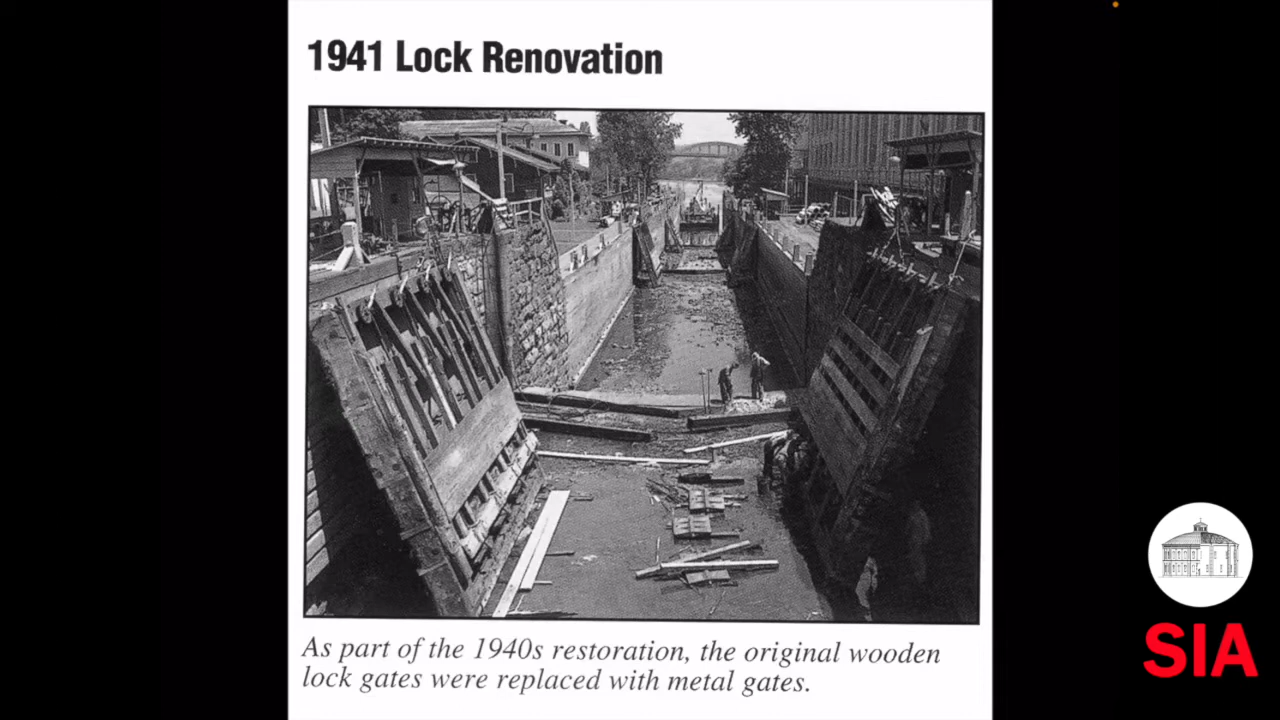 1941 Lock Renovation
As part of the 1940s restoration, the original wooden
lock gates were replaced with metal gates.
SIA